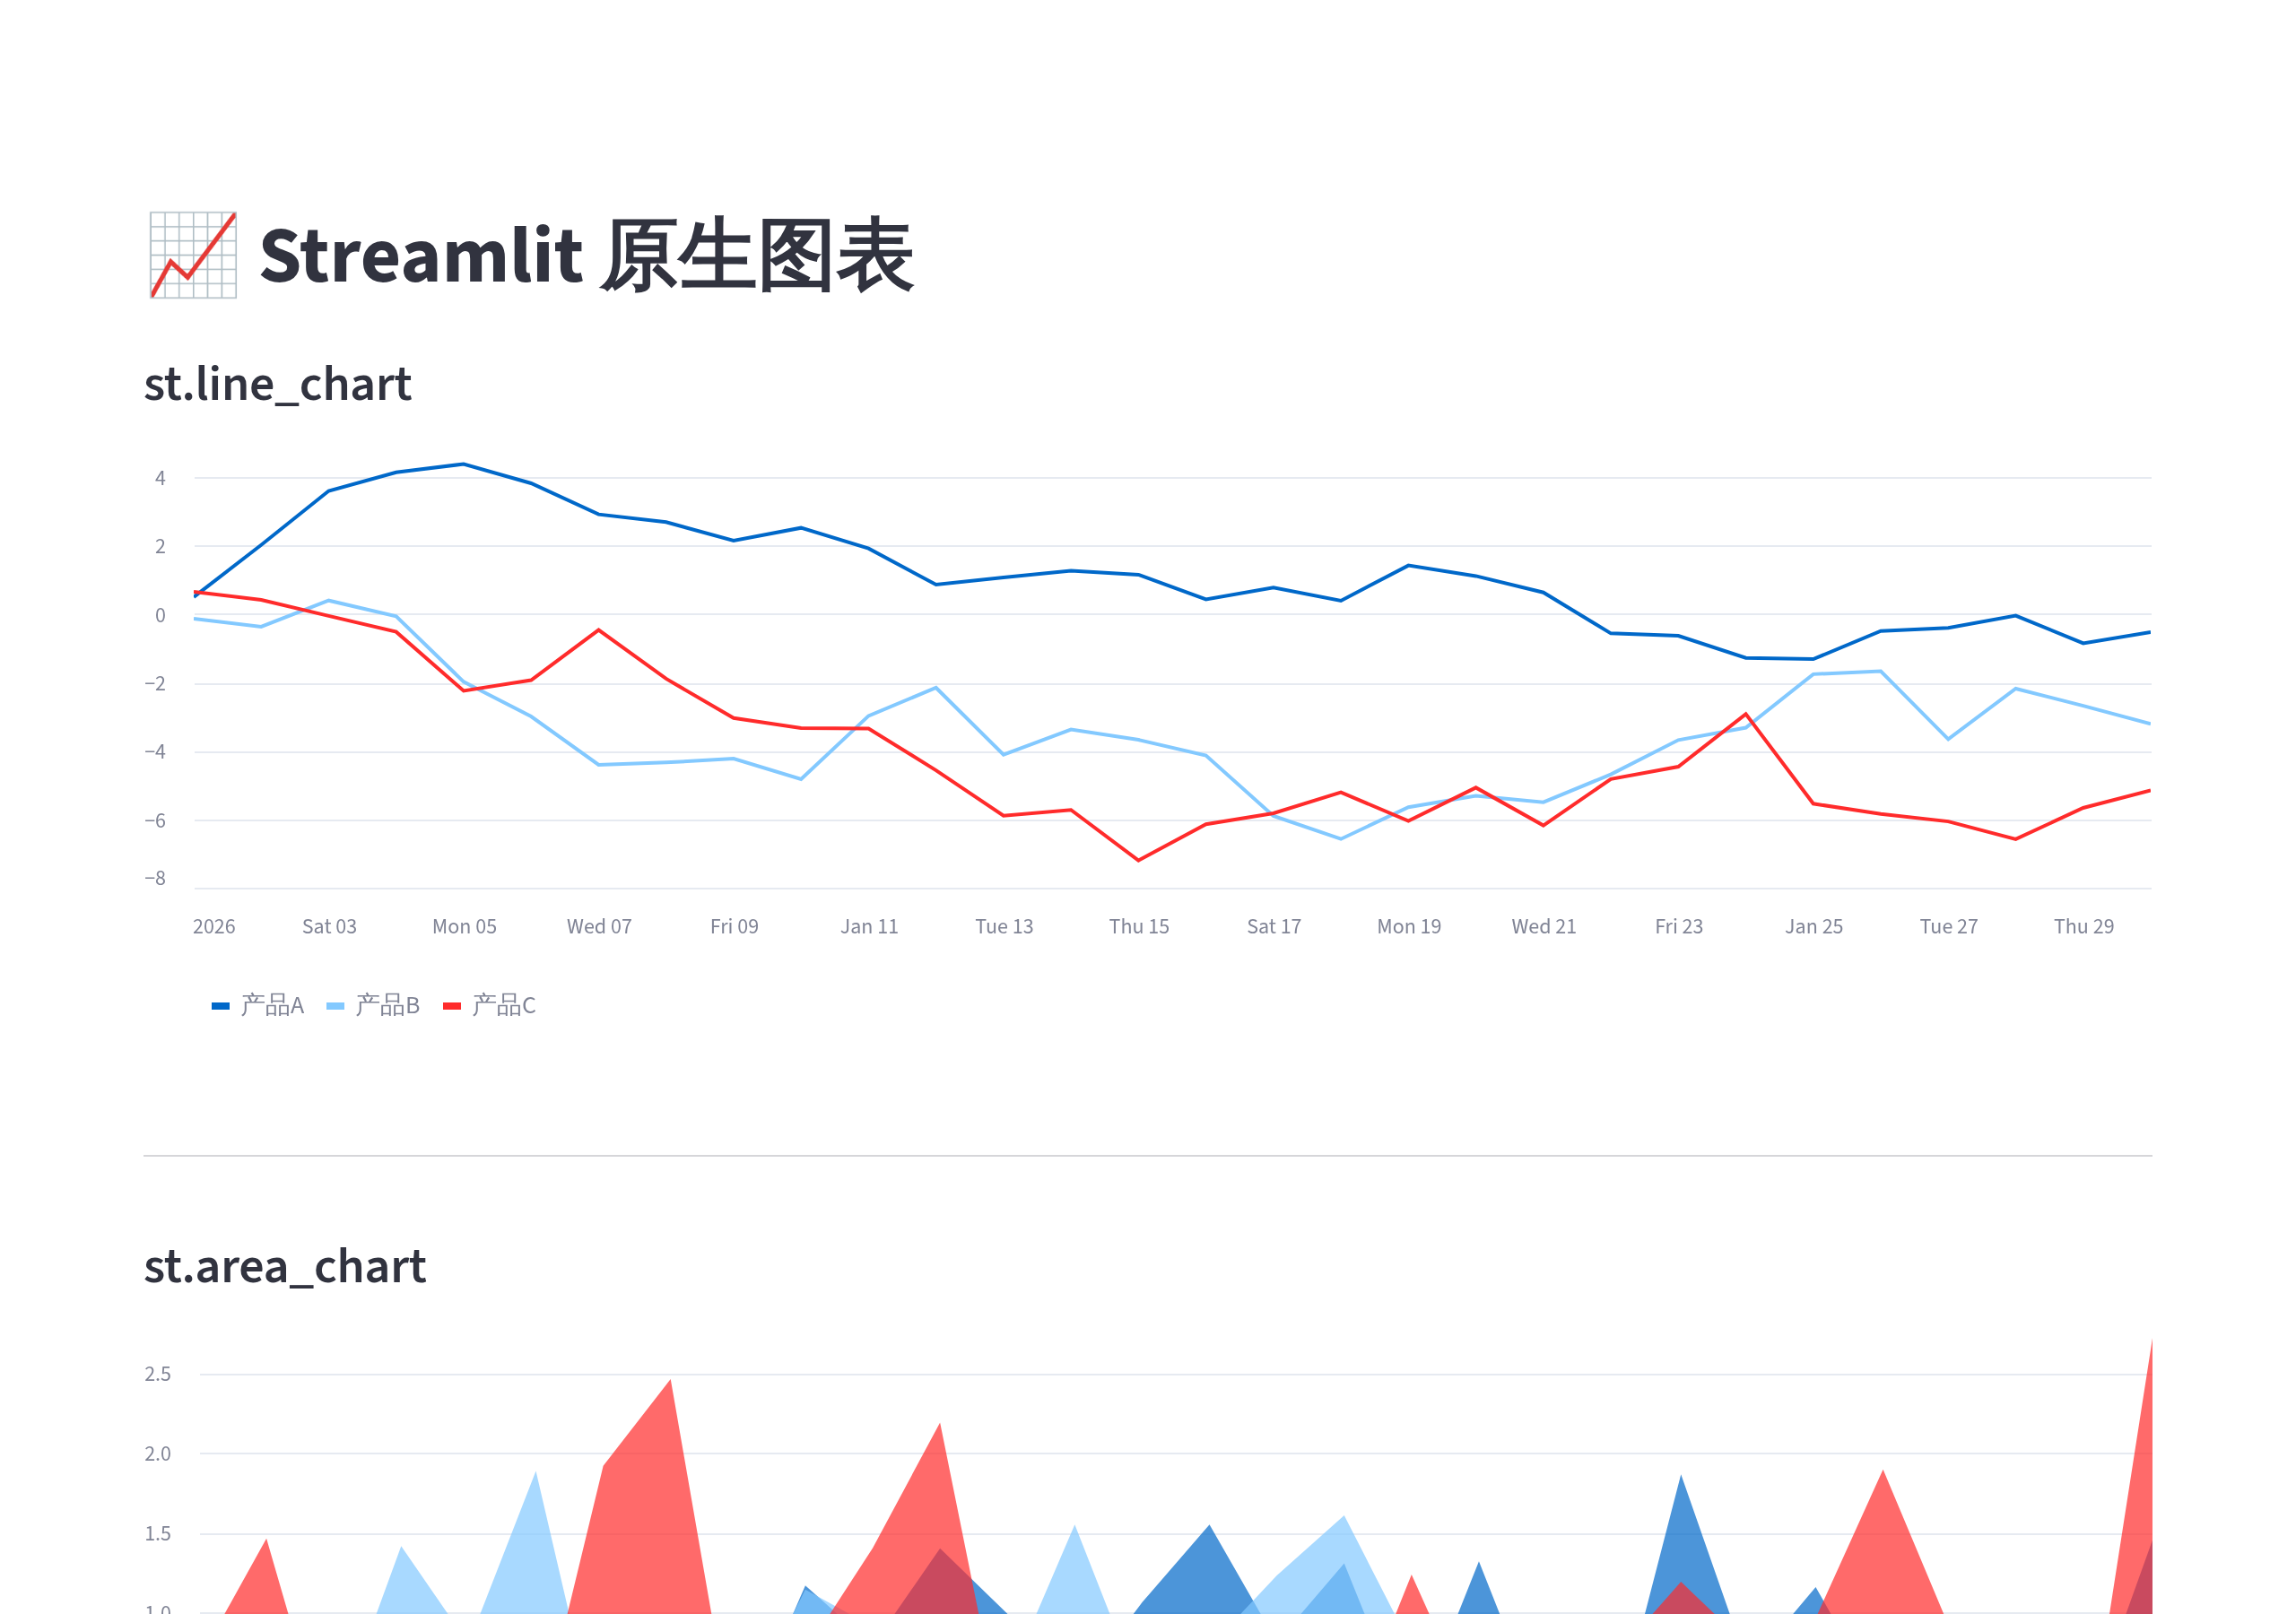 📈 Streamlit 原生图表
st.line_chart
4
2
0
−2
−4
−6
−8
2026 Sat 03 Mon 05 Wed 07 Fri 09 Jan 11 Tue 13 Thu 15 Sat 17 Mon 19 Wed 21 Fri 23 Jan 25 Tue 27 Thu 29
产品A 产品B 产品C
st.area_chart
2.5
2.0
1.5
1.0